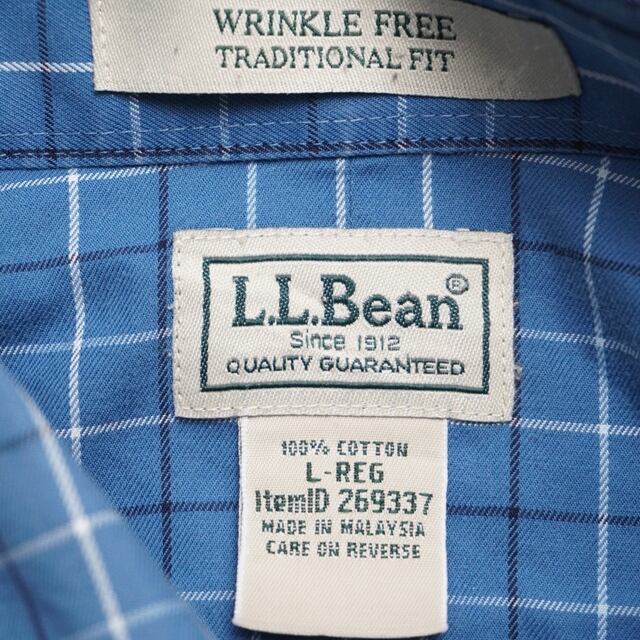 WRINKLE FREE
TRADITIONAL FIT
L.L.Bean®
Since 1912
QUALITY GUARANTEED
100% COTTON
L-REG
ItemID 269337
MADE IN MALAYSIA
CARE ON REVERSE